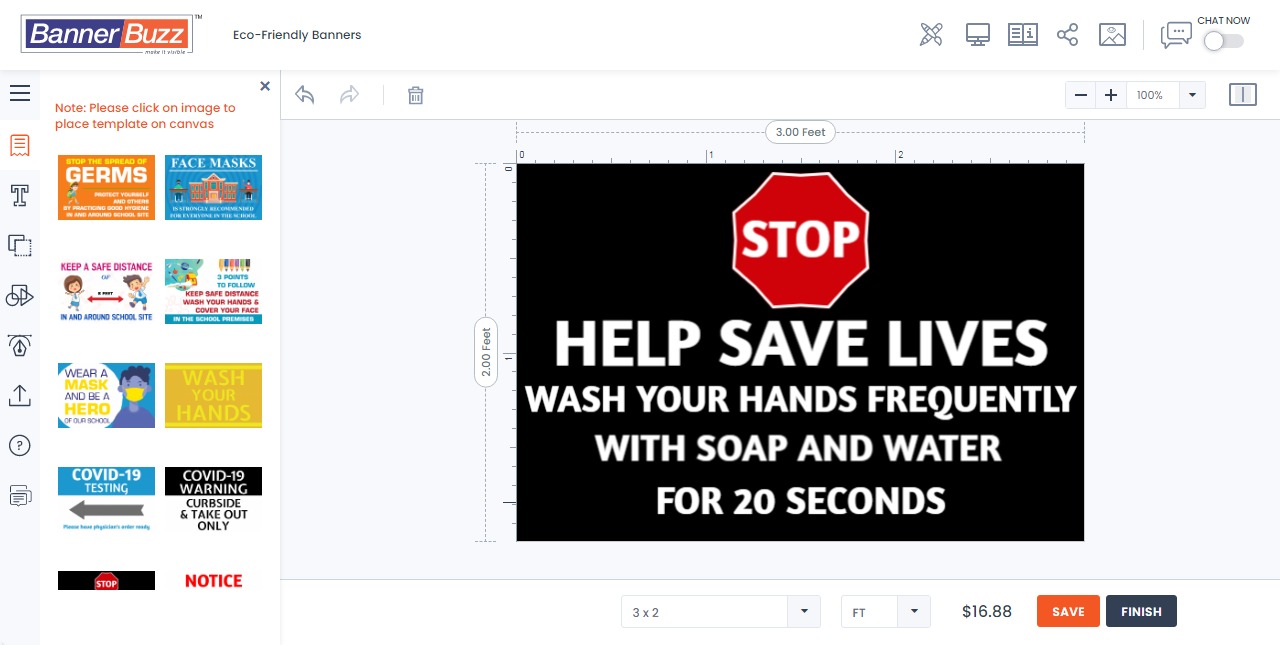 BannerBuzz TM
make it visible
Eco-Friendly Banners
CHAT NOW
Note: Please click on image to
place template on canvas
STOP THE SPREAD OF
GERMS
PROTECT YOURSELF
AND OTHERS
BY PRACTICING GOOD HYGIENE
IN AND AROUND SCHOOL SITE
FACE MASKS
IS STRONGLY RECOMMENDED
FOR EVERYONE IN THE SCHOOL
KEEP A SAFE DISTANCE
6 FEET
IN AND AROUND SCHOOL SITE
3 POINTS
TO FOLLOW
KEEP SAFE DISTANCE
WASH YOUR HANDS &
COVER YOUR FACE
IN THE SCHOOL PREMISES
WEAR A
MASK
AND BE A
HERO
OF OUR SCHOOL
WASH
YOUR
HANDS
COVID-19
TESTING
Please have physician's order ready
COVID-19
WARNING
CURBSIDE
& TAKE OUT
ONLY
STOP
NOTICE
100%
3.00 Feet
0 1 2
0
1
2.00 Feet
STOP
HELP SAVE LIVES
WASH YOUR HANDS FREQUENTLY
WITH SOAP AND WATER
FOR 20 SECONDS
3 x 2
FT
$16.88
SAVE
FINISH